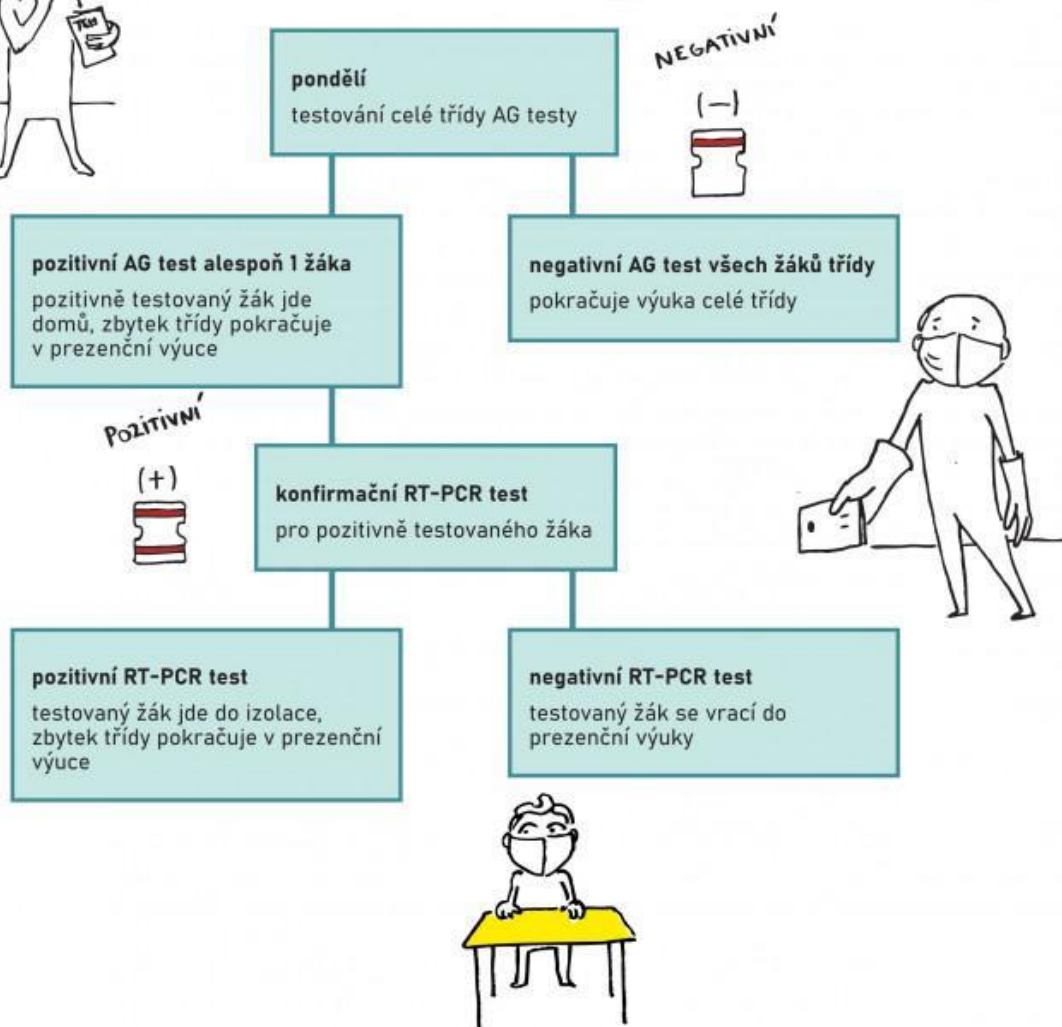 TEST
NEGATIVNÍ
(-)
pondělí
testování celé třídy AG testy
pozitivní AG test alespoň 1 žáka
pozitivně testovaný žák jde
domů, zbytek třídy pokračuje
v prezenční výuce
negativní AG test všech žáků třídy
pokračuje výuka celé třídy
POZITIVNÍ
(+)
konfirmační RT-PCR test
pro pozitivně testovaného žáka
pozitivní RT-PCR test
testovaný žák jde do izolace,
zbytek třídy pokračuje v prezenční
výuce
negativní RT-PCR test
testovaný žák se vrací do
prezenční výuky